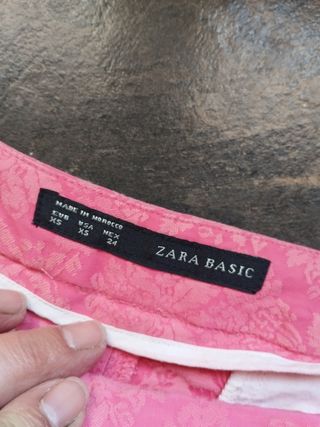 MADE IN MOROCCO
EUR USA MEX
XS XS 24
ZARA BASIC